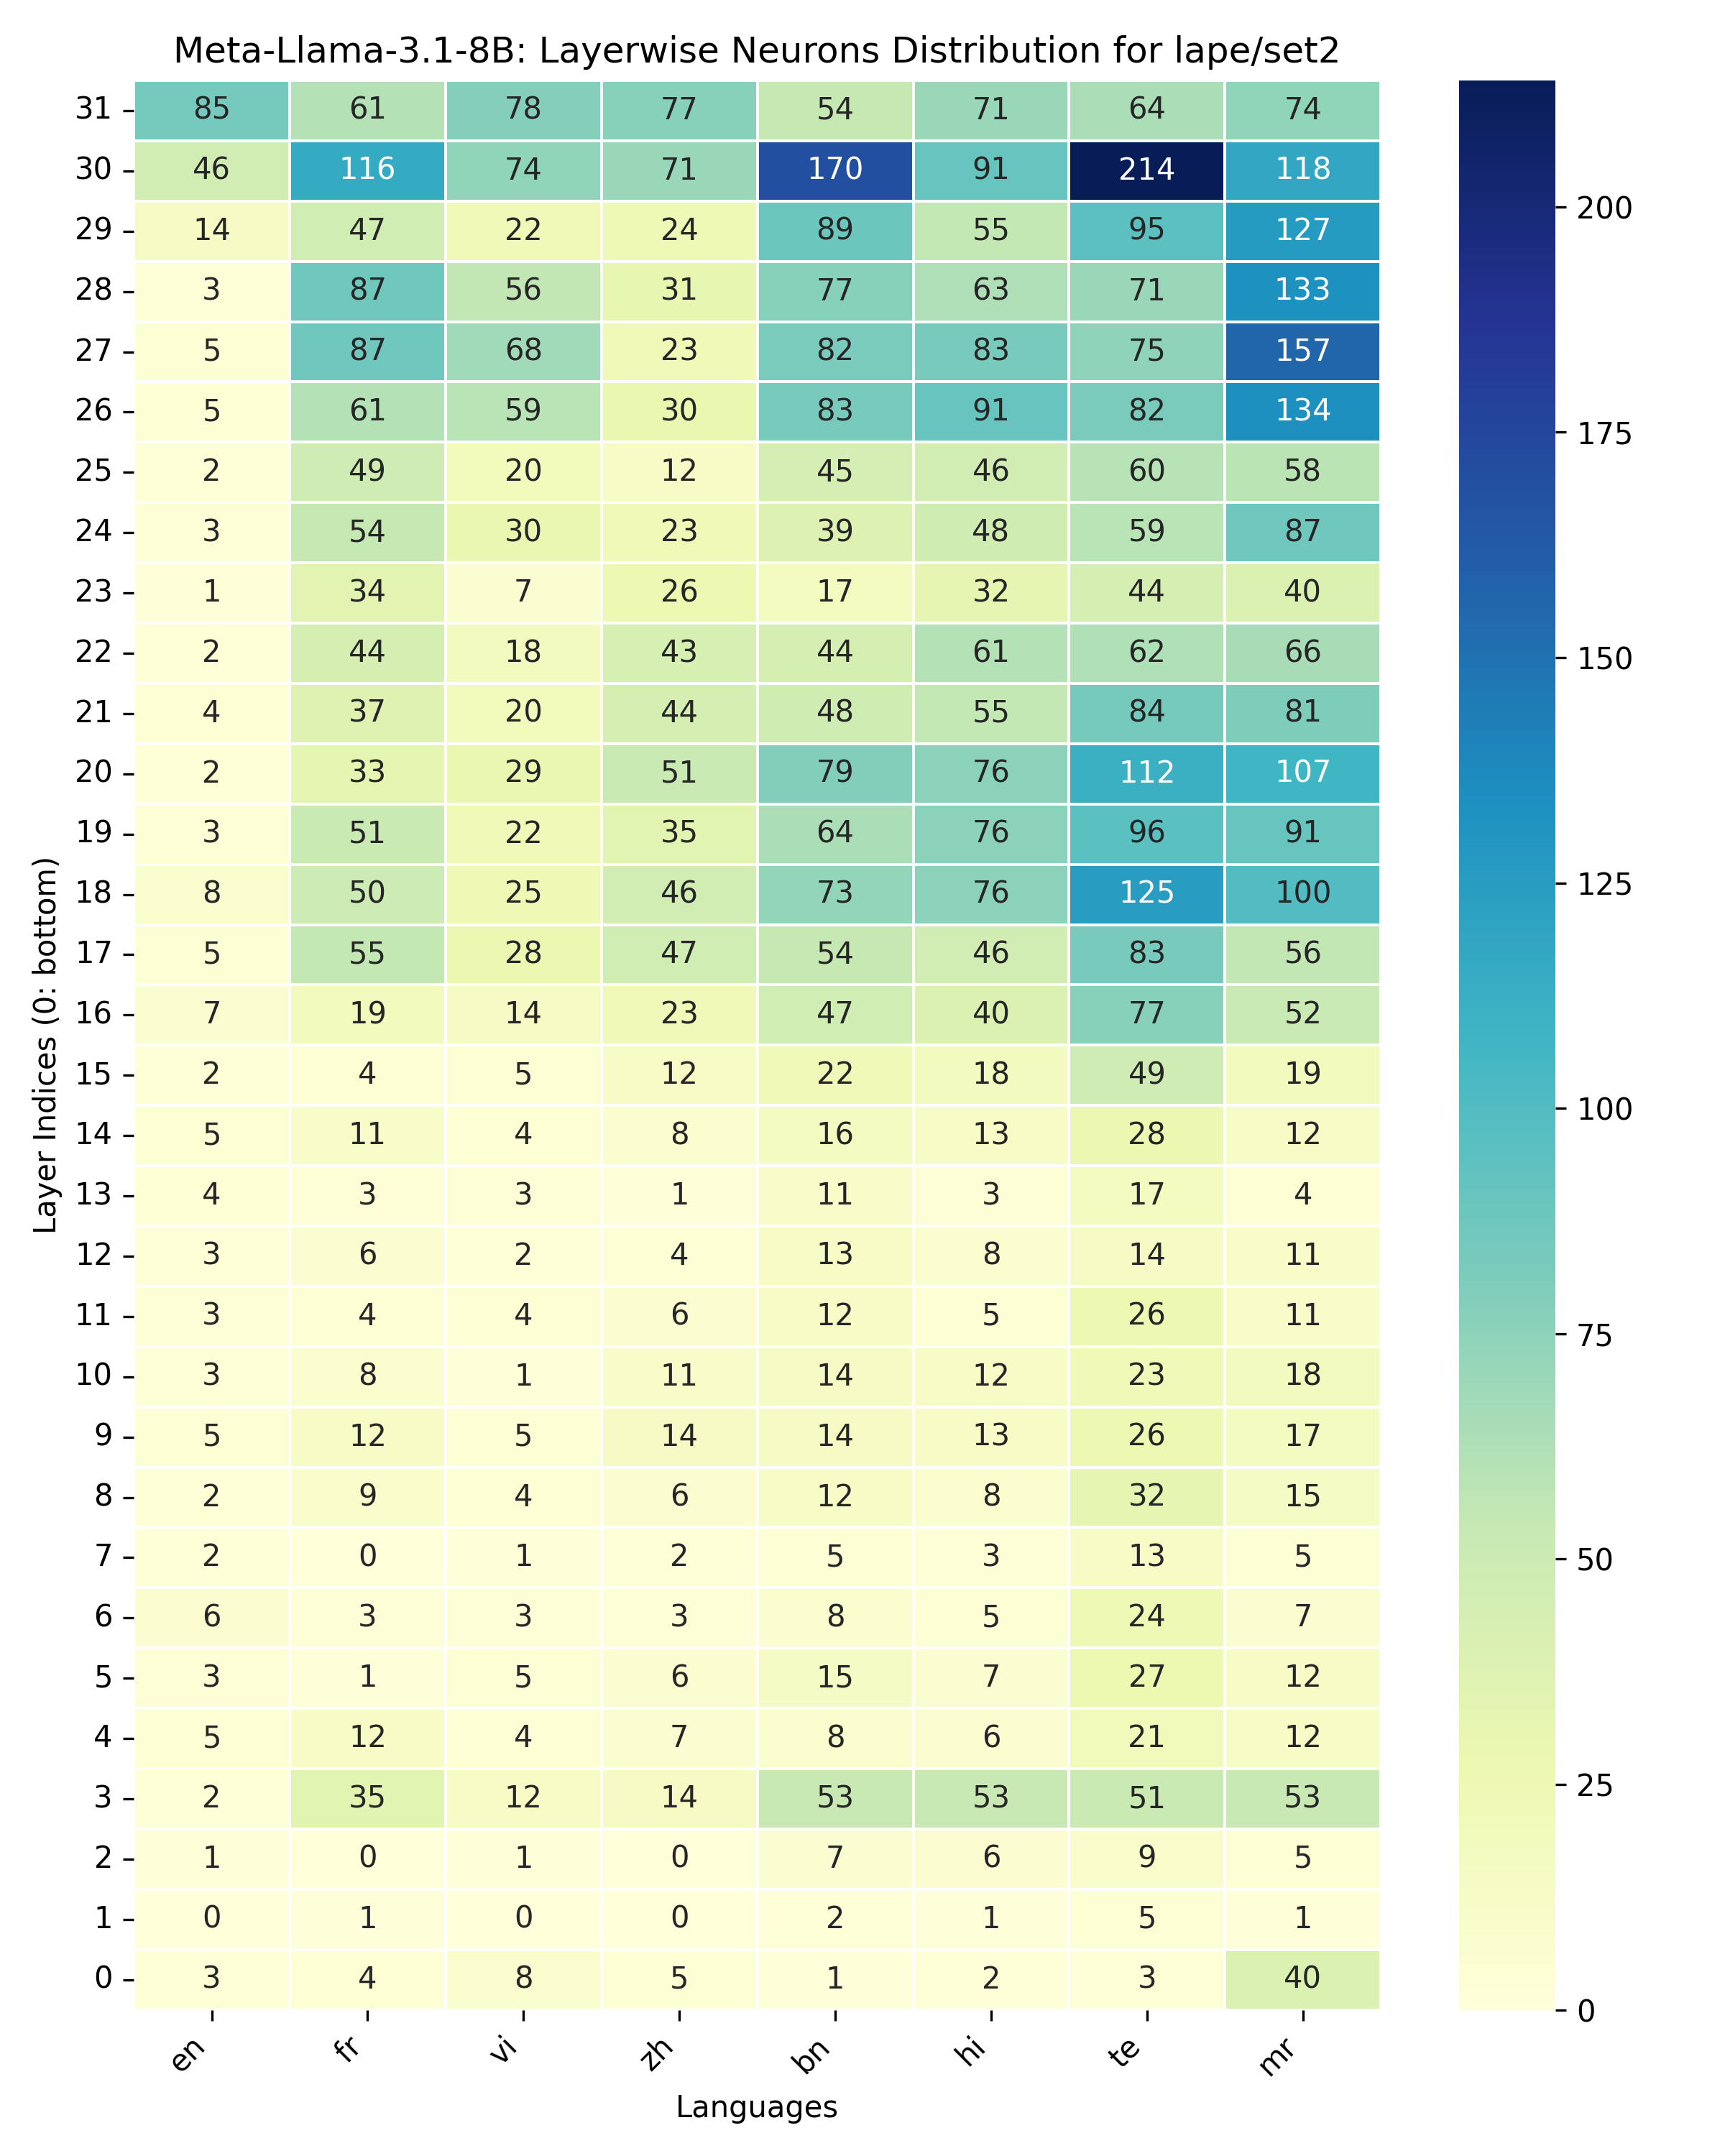 Meta-Llama-3.1-8B: Layerwise Neurons Distribution for lape/set2
31 85 61 78 77 54 71 64 74
30 46 116 74 71 170 91 214 118
29 14 47 22 24 89 55 95 127
28 3 87 56 31 77 63 71 133
27 5 87 68 23 82 83 75 157
26 5 61 59 30 83 91 82 134
25 2 49 20 12 45 46 60 58
24 3 54 30 23 39 48 59 87
23 1 34 7 26 17 32 44 40
22 2 44 18 43 44 61 62 66
21 4 37 20 44 48 55 84 81
20 2 33 29 51 79 76 112 107
19 3 51 22 35 64 76 96 91
18 8 50 25 46 73 76 125 100
17 5 55 28 47 54 46 83 56
16 7 19 14 23 47 40 77 52
15 2 4 5 12 22 18 49 19
14 5 11 4 8 16 13 28 12
13 4 3 3 1 11 3 17 4
12 3 6 2 4 13 8 14 11
11 3 4 4 6 12 5 26 11
10 3 8 1 11 14 12 23 18
9 5 12 5 14 14 13 26 17
8 2 9 4 6 12 8 32 15
7 2 0 1 2 5 3 13 5
6 6 3 3 3 8 5 24 7
5 3 1 5 6 15 7 27 12
4 5 12 4 7 8 6 21 12
3 2 35 12 14 53 53 51 53
2 1 0 1 0 7 6 9 5
1 0 1 0 0 2 1 5 1
0 3 4 8 5 1 2 3 40
en fr vi zh bn hi te mr
Languages
Layer Indices (0: bottom)
200
175
150
125
100
75
50
25
0